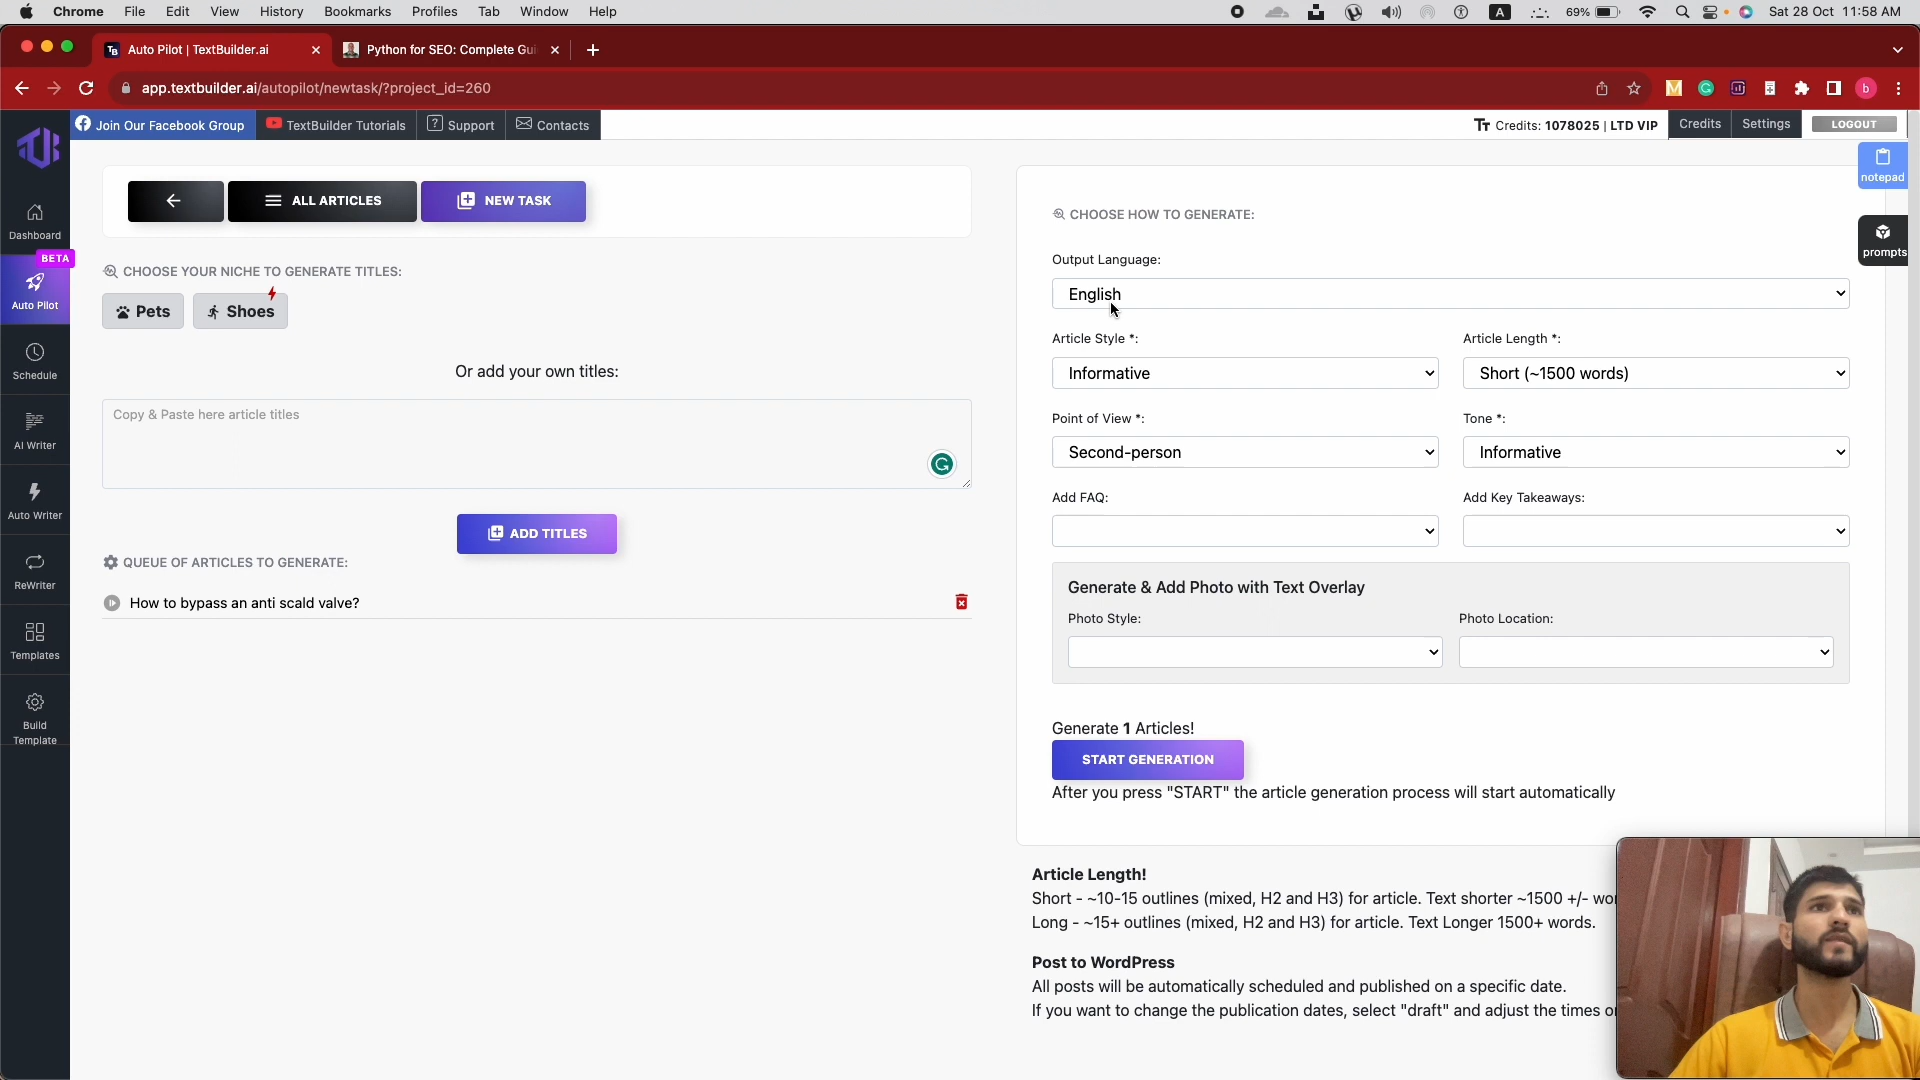 Chrome File Edit View History Bookmarks Profiles Tab Window Help A 69% Sat 28 Oct 11:58 AM
TB Auto Pilot | TextBuilder.ai Python for SEO: Complete Gui
app.textbuilder.ai/autopilot/newtask/?project_id=260 b
Join Our Facebook Group TextBuilder Tutorials Support Contacts Credits: 1078025 | LTD VIP Credits Settings LOGOUT
notepad
prompts
Dashboard
BETA
Auto Pilot
Schedule
AI Writer
Auto Writer
ReWriter
Templates
Build
Template
ALL ARTICLES NEW TASK
CHOOSE YOUR NICHE TO GENERATE TITLES:
Pets Shoes
Or add your own titles:
Copy & Paste here article titles
ADD TITLES
QUEUE OF ARTICLES TO GENERATE:
How to bypass an anti scald valve?
CHOOSE HOW TO GENERATE:
Output Language:
English
Article Style *: Article Length *:
Informative Short (~1500 words)
Point of View *: Tone *:
Second-person Informative
Add FAQ: Add Key Takeaways:
Generate & Add Photo with Text Overlay
Photo Style: Photo Location:
Generate 1 Articles!
START GENERATION
After you press "START" the article generation process will start automatically
Article Length!
Short - ~10-15 outlines (mixed, H2 and H3) for article. Text shorter ~1500 +/-
Long - ~15+ outlines (mixed, H2 and H3) for article. Text Longer 1500+ words.
Post to WordPress
All posts will be automatically scheduled and published on a specific date.
If you want to change the publication dates, select "draft" and adjust the times